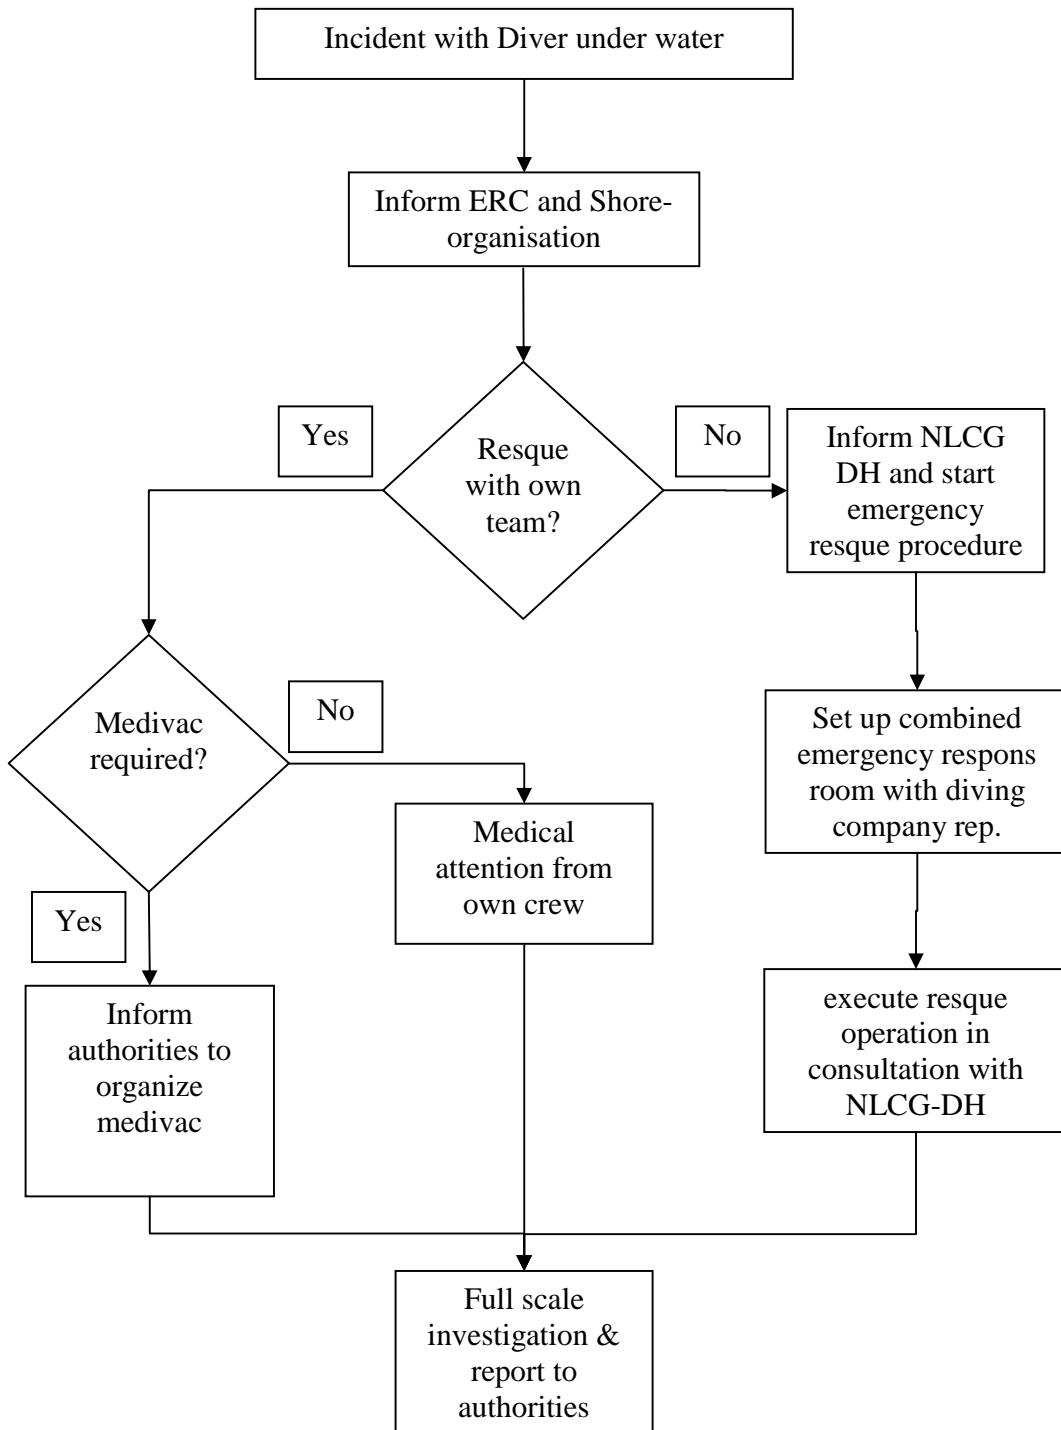 Incident with Diver under water
Inform ERC and Shore-
organisation
Yes
Resque
with own
team?
No
Inform NLCG
DH and start
emergency
resque procedure
Medivac
required?
No
Set up combined
emergency respons
room with diving
company rep.
Medical
attention from
own crew
Yes
Inform
authorities to
organize
medivac
execute resque
operation in
consultation with
NLCG-DH
Full scale
investigation &
report to
authorities